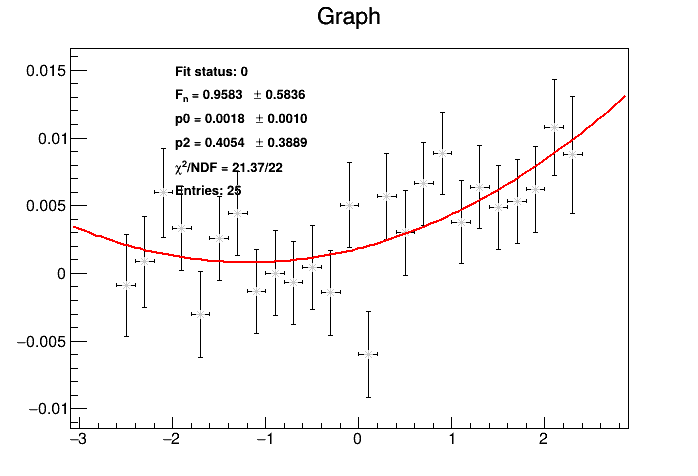 Graph
0.015
0.01
0.005
0
−0.005
−0.01
−3
−2
−1
0
1
2
Fit status: 0
Fn = 0.9583 ± 0.5836
p0 = 0.0018 ± 0.0010
p2 = 0.4054 ± 0.3889
χ²/NDF = 21.37/22
Entries: 25